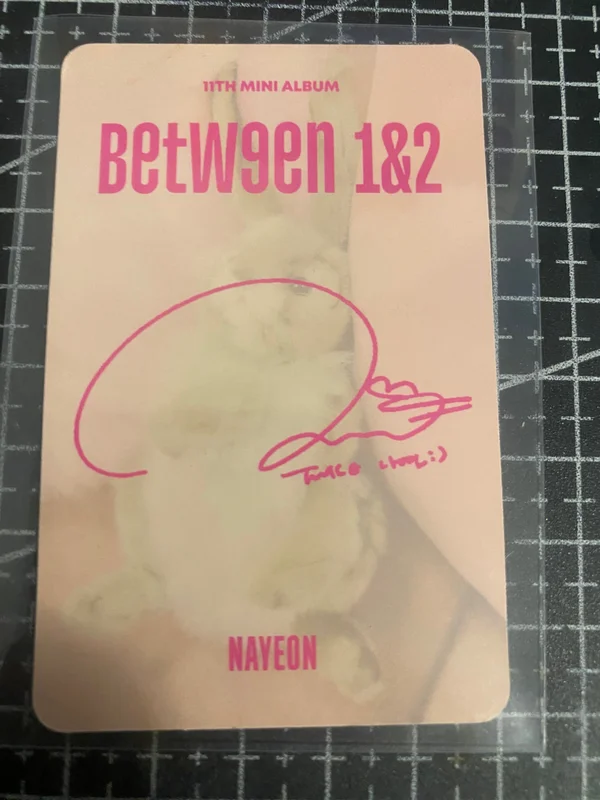 11TH MINI ALBUM
BetW9en 1&2
TWICE 나연:)
NAYEON